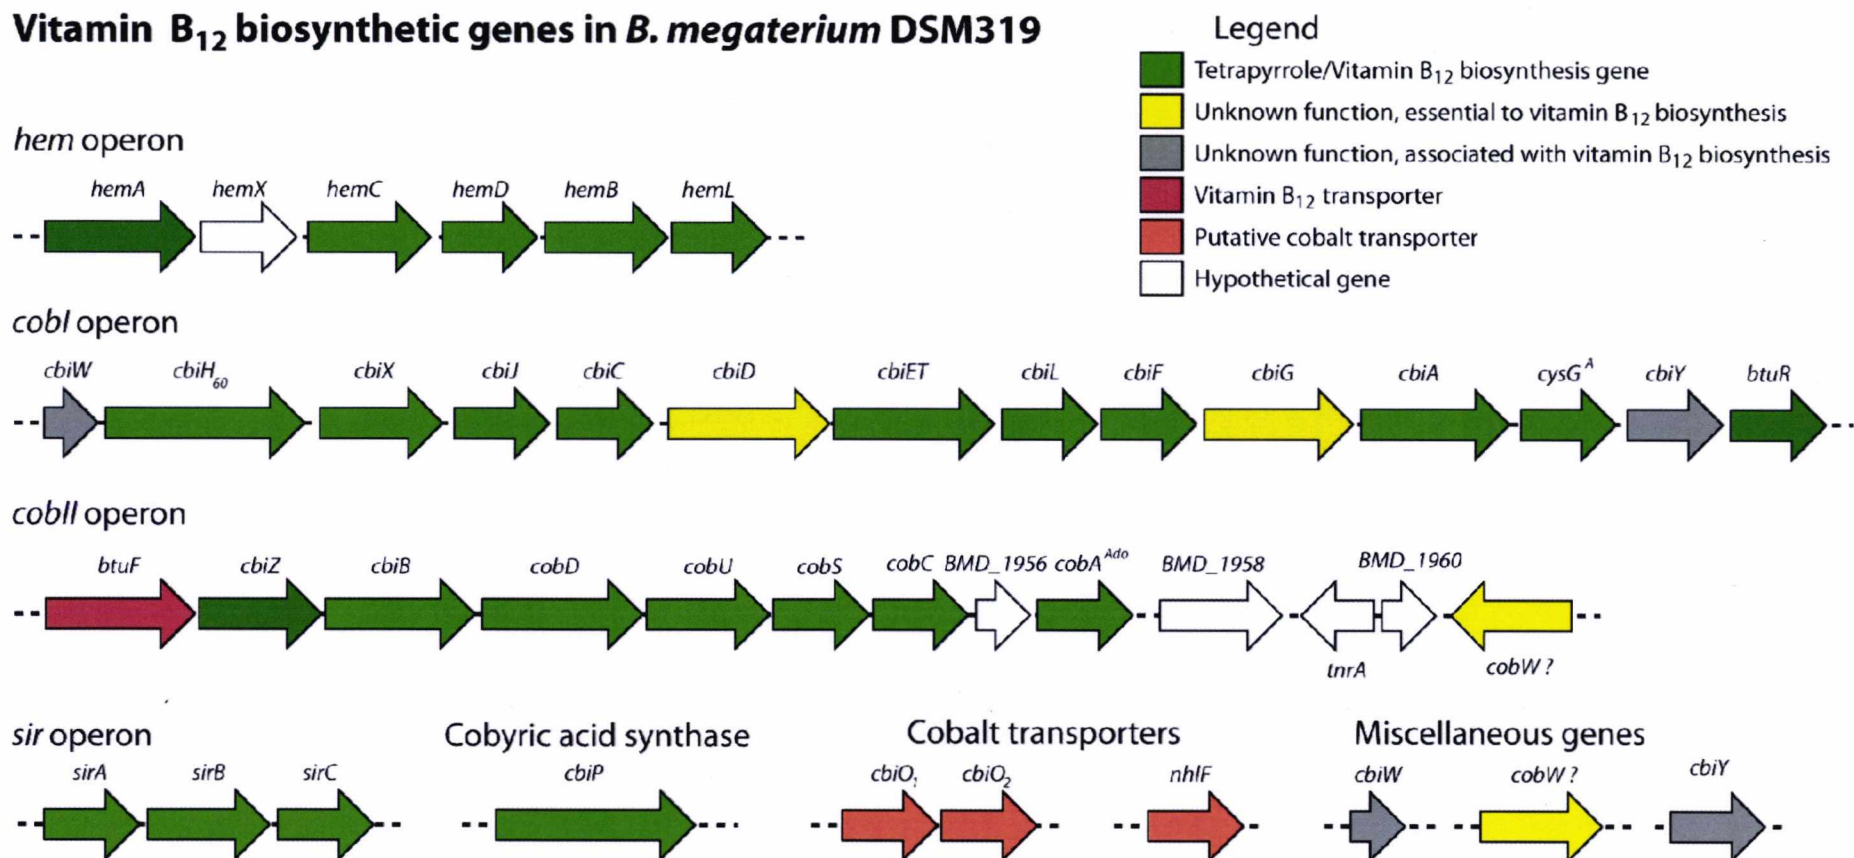 Vitamin B12 biosynthetic genes in B. megaterium DSM319
Legend
Tetrapyrrole/Vitamin B12 biosynthesis gene
Unknown function, essential to vitamin B12 biosynthesis
Unknown function, associated with vitamin B12 biosynthesis
Vitamin B12 transporter
Putative cobalt transporter
Hypothetical gene
hem operon
hemA hemX hemC hemD hemB hemL
cobI operon
cbiW cbiH60 cbiX cbiJ cbiC cbiD cbiET cbiL cbiF cbiG cbiA cysGA cbiY btuR
cobII operon
btuF cbiZ cbiB cobD cobU cobS cobC BMD_1956 cobAAdo BMD_1958 BMD_1960
tnrA cobW ?
sir operon Cobyric acid synthase Cobalt transporters Miscellaneous genes
sirA sirB sirC cbiP cbiO1 cbiO2 nhlF cbiW cobW ? cbiY